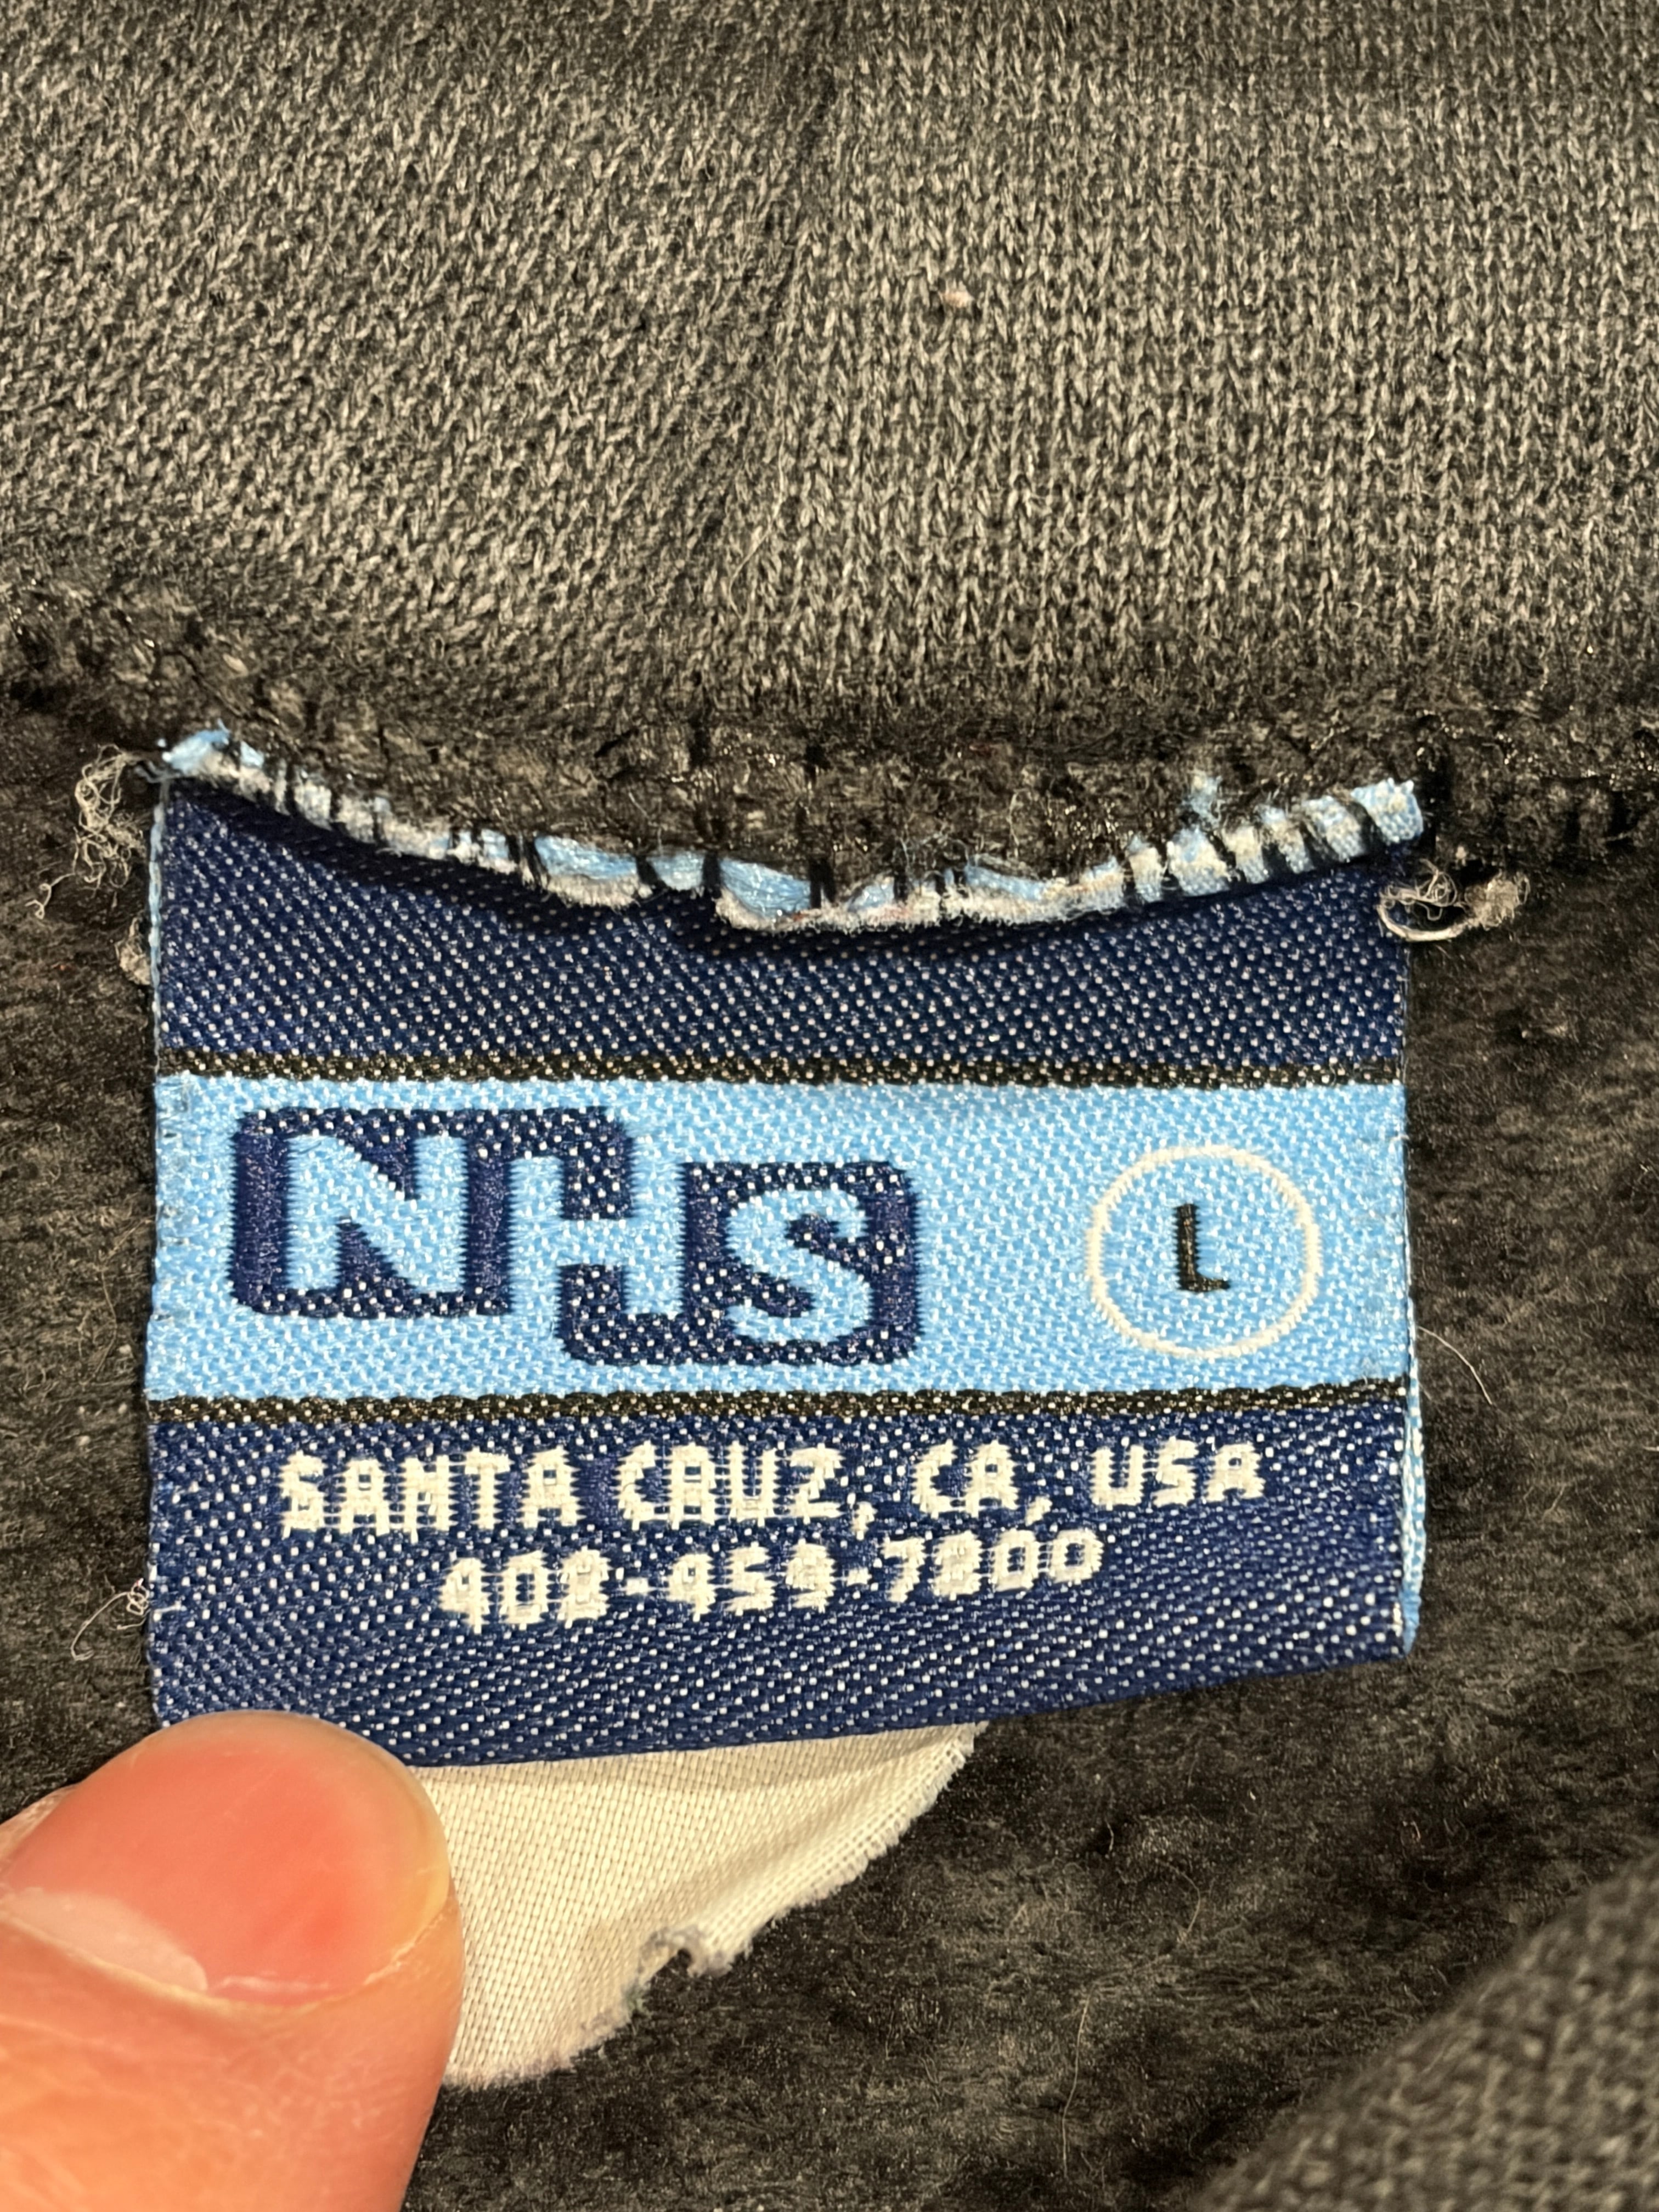 NHS L
SANTA CRUZ, CA, USA
408-459-7800